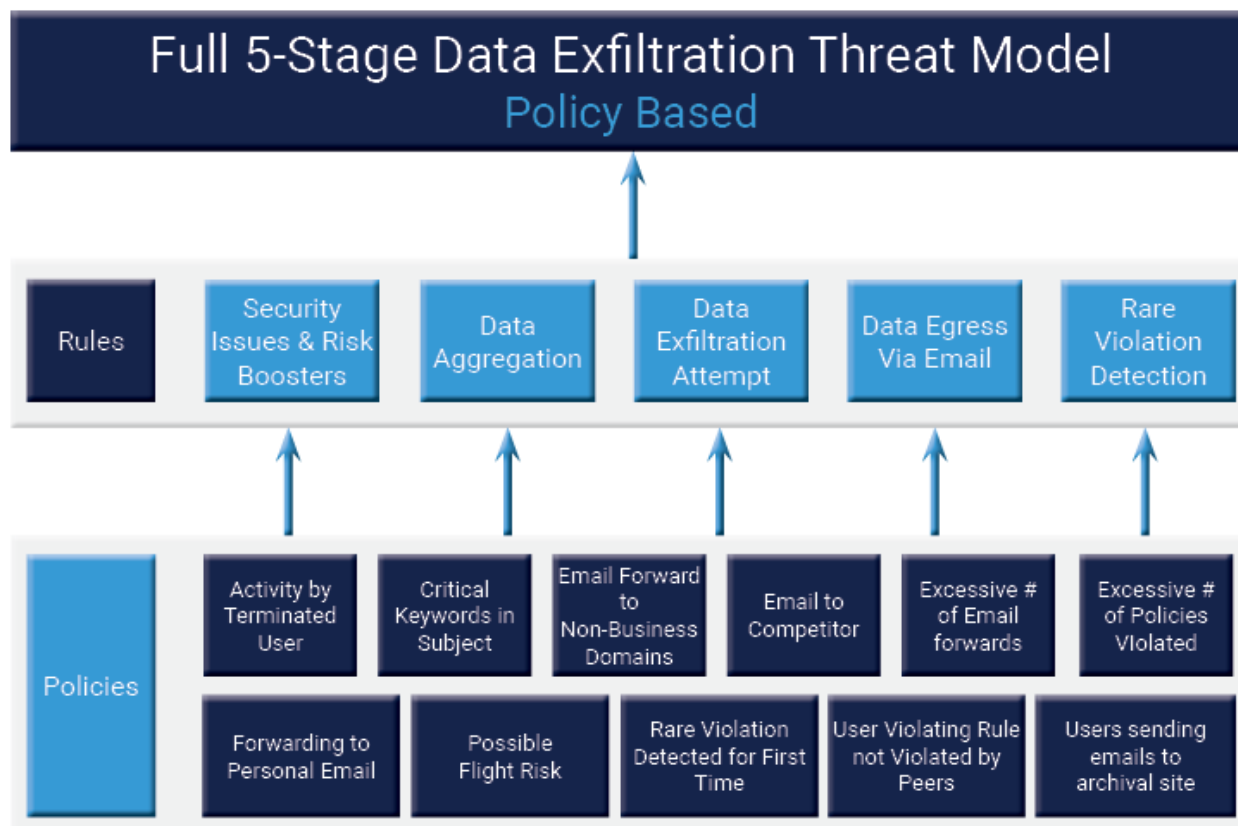 Full 5-Stage Data Exfiltration Threat Model
Policy Based
Rules
Security
Issues & Risk
Boosters
Data
Aggregation
Data
Exfiltration
Attempt
Data Egress
Via Email
Rare
Violation
Detection
Policies
Activity by
Terminated
User
Critical
Keywords in
Subject
Email Forward
to
Non-Business
Domains
Email to
Competitor
Excessive #
of Email
forwards
Excessive #
of Policies
VIolated
Forwarding to
Personal Email
Possible
Flight Risk
Rare Violation
Detected for First
Time
User Violating Rule
not Violated by
Peers
Users sending
emails to
archival site